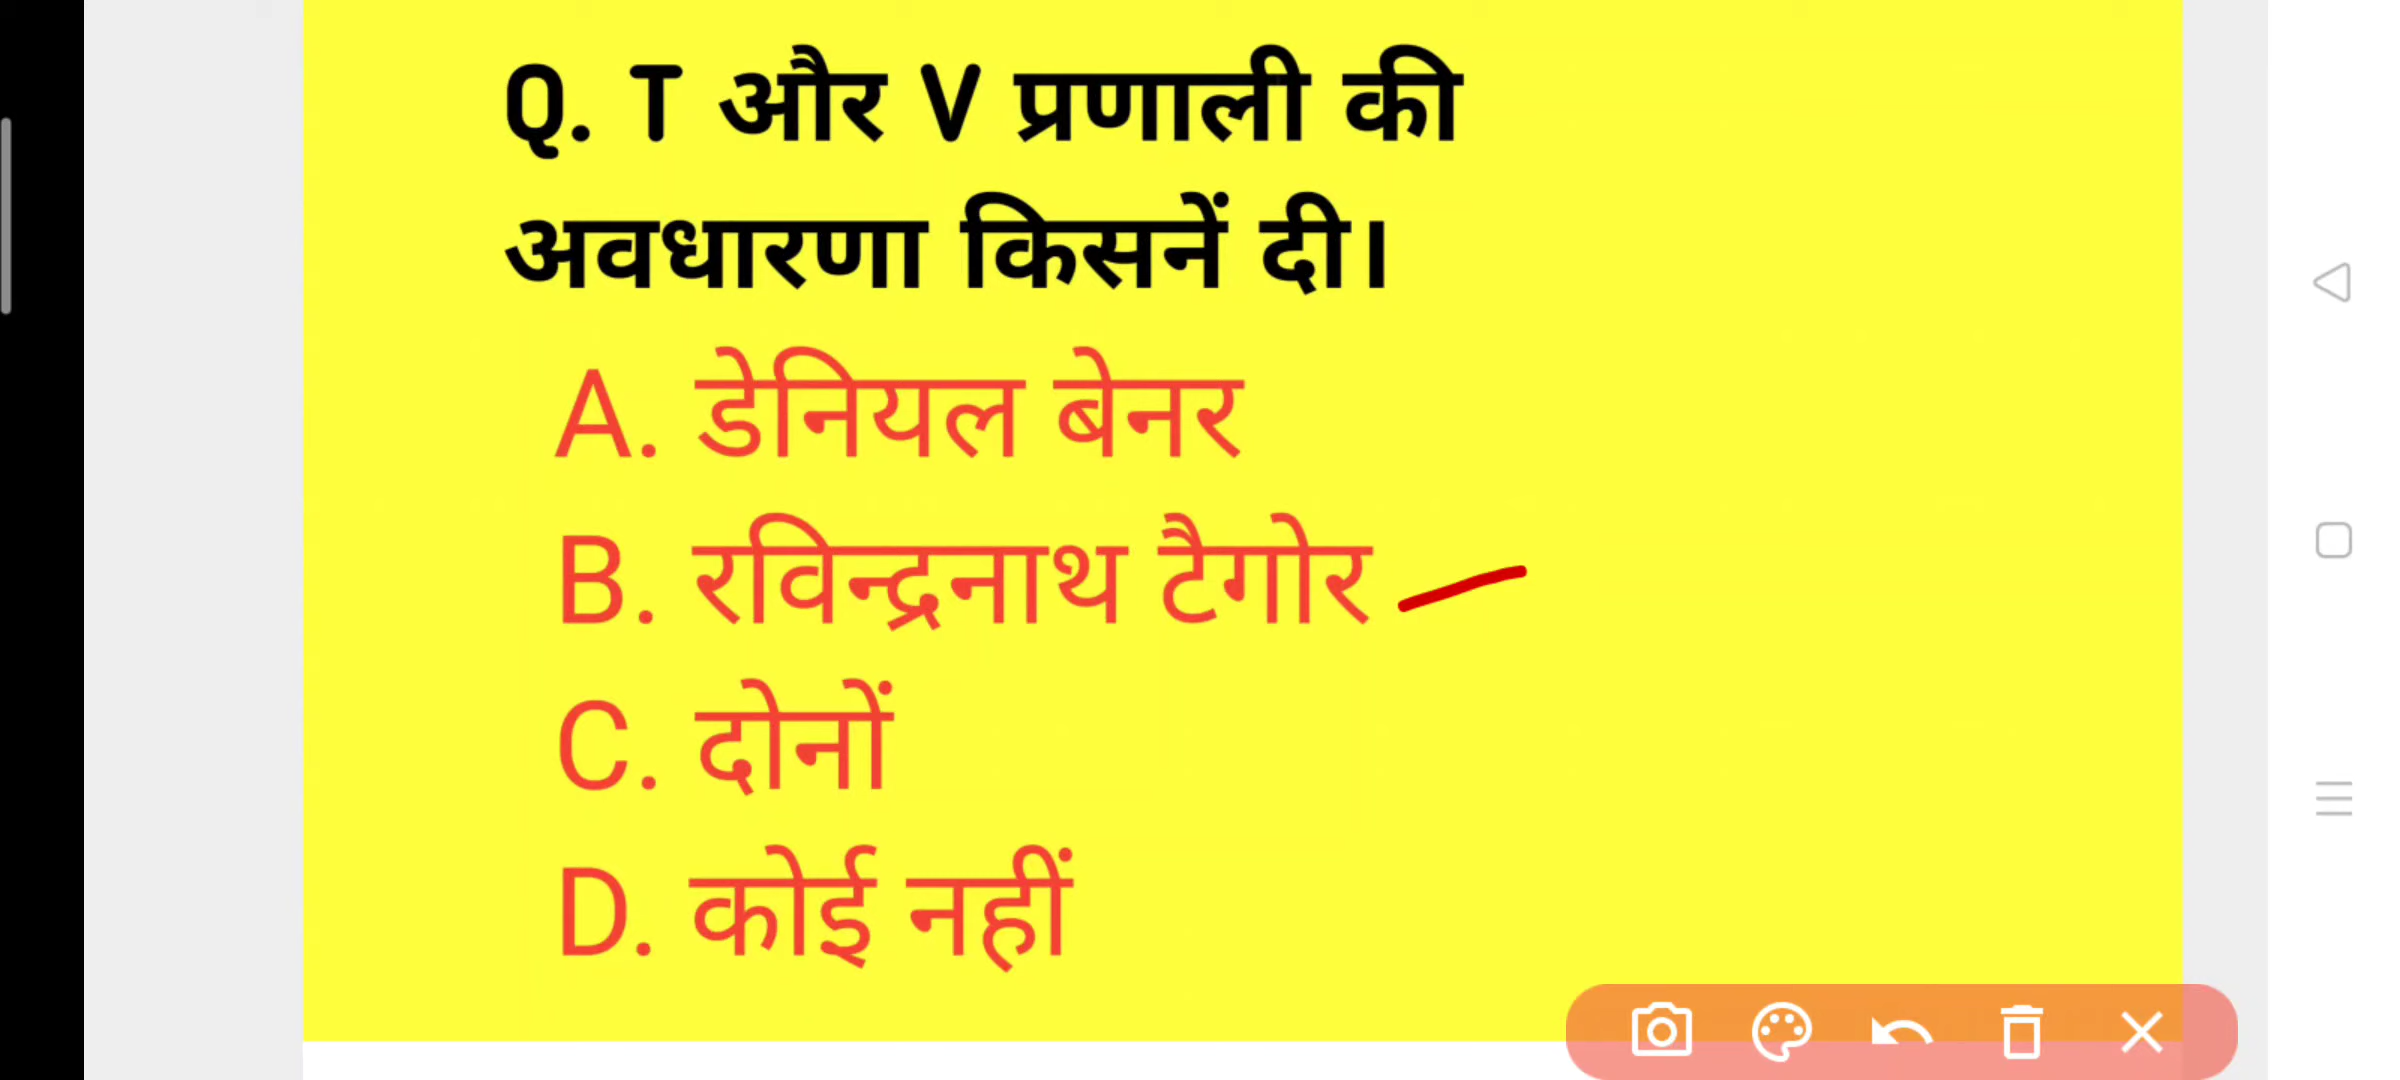 Q. T और V प्रणाली की
अवधारणा किसनें दी।
A. डेनियल बेनर
B. रविन्द्रनाथ टैगोर
C. दोनों
D. कोई नहीं